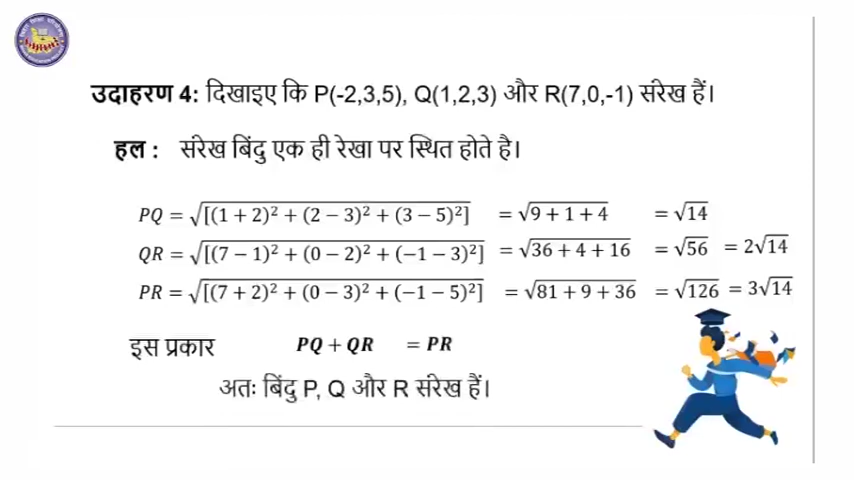 उदाहरण 4: दिखाइए कि P(-2,3,5), Q(1,2,3) और R(7,0,-1) संरेख हैं।
हल : संरेख बिंदु एक ही रेखा पर स्थित होते है।
PQ = √[(1 + 2)² + (2 − 3)² + (3 − 5)²] = √9 + 1 + 4 = √14
QR = √[(7 − 1)² + (0 − 2)² + (−1 − 3)²] = √36 + 4 + 16 = √56 = 2√14
PR = √[(7 + 2)² + (0 − 3)² + (−1 − 5)²] = √81 + 9 + 36 = √126 = 3√14
इस प्रकार PQ + QR = PR
अतः बिंदु P, Q और R संरेख हैं।